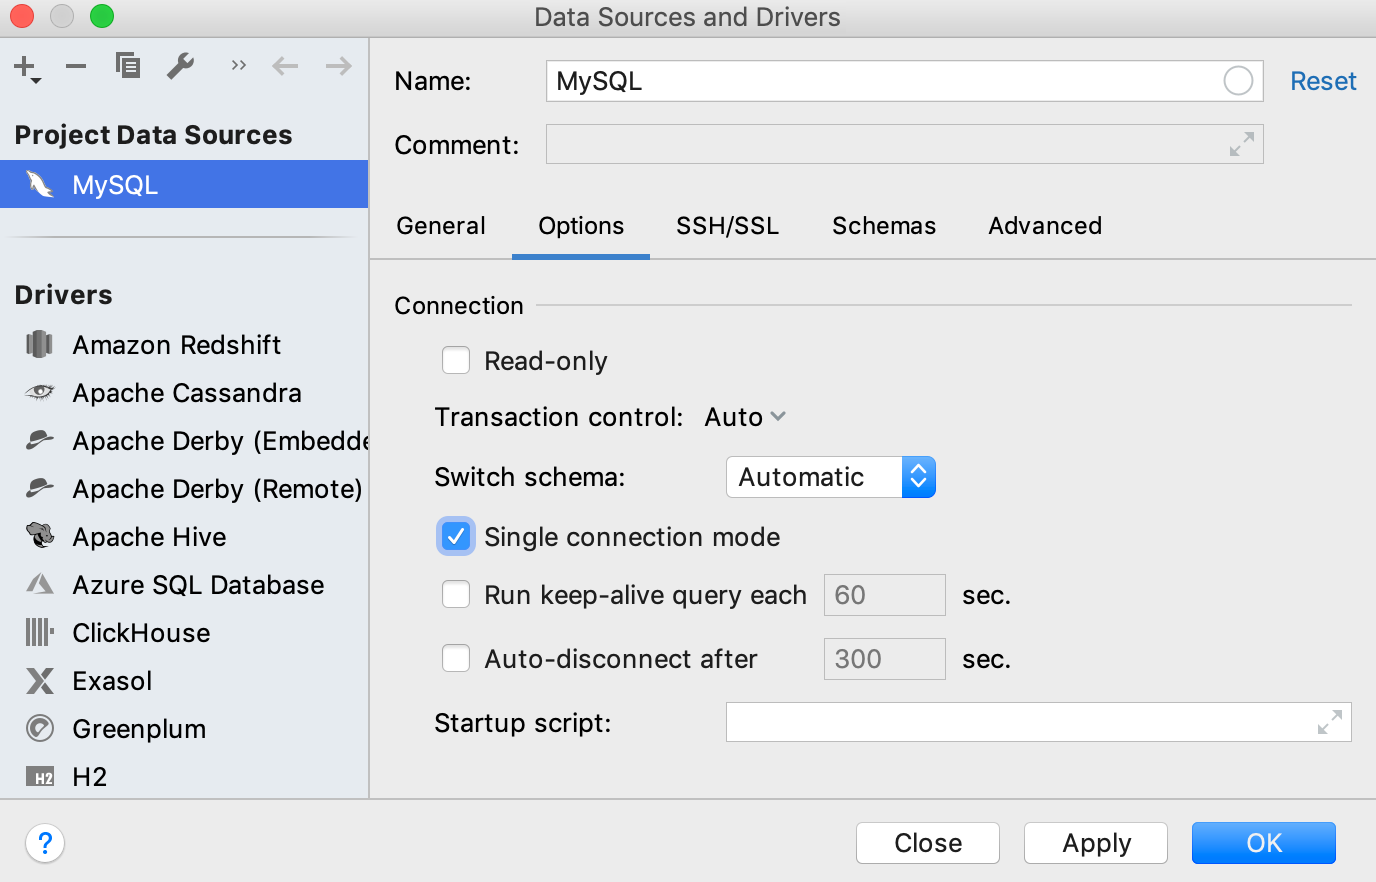 Data Sources and Drivers
Project Data Sources
MySQL
Drivers
Amazon Redshift
Apache Cassandra
Apache Derby (Embedde
Apache Derby (Remote)
Apache Hive
Azure SQL Database
ClickHouse
Exasol
Greenplum
H2 H2
Name: MySQL Reset
Comment:
General Options SSH/SSL Schemas Advanced
Connection
Read-only
Transaction control: Auto
Switch schema: Automatic
Single connection mode
Run keep-alive query each 60 sec.
Auto-disconnect after 300 sec.
Startup script:
? Close Apply OK